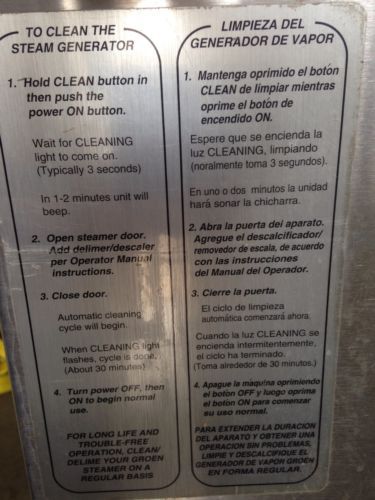 TO CLEAN THE
STEAM GENERATOR
1. Hold CLEAN button in
then push the
power ON button.
Wait for CLEANING
light to come on.
(Typically 3 seconds)
In 1-2 minutes unit will
beep.
2. Open steamer door.
Add delimer/descaler
per Operator Manual
instructions.
3. Close door.
Automatic cleaning
cycle will begin.
When CLEANING light
flashes, cycle is done.
(About 30 minutes)
4. Turn power OFF, then
ON to begin normal
use.
FOR LONG LIFE AND
TROUBLE-FREE
OPERATION, CLEAN/
DELIME YOUR GROEN
STEAMER ON A
REGULAR BASIS
LIMPIEZA DEL
GENERADOR DE VAPOR
1. Mantenga oprimido el botón
CLEAN de limpiar mientras
oprime el botón de
encendido ON.
Espere que se encienda la
luz CLEANING, limpiando
(noralmente toma 3 segundos).
En uno o dos minutos la unidad
hará sonar la chicharra.
2. Abra la puerta del aparato.
Agregue el descalcificador/
removedor de escala, de acuerdo
con las instrucciones
del Manual del Operador.
3. Cierre la puerta.
El ciclo de limpieza
automática comenzará ahora.
Cuando la luz CLEANING se
encienda intermitentemente,
el ciclo ha terminado.
(Toma alrededor de 30 minutos.)
4. Apague la máquina oprimiendo
el botón OFF y luego oprima
el botón ON para comenzar
su uso normal.
PARA EXTENDER LA DURACION
DEL APARATO Y OBTENER UNA
OPERACION SIN PROBLEMAS,
LIMPIE Y DESCALCIFIQUE EL
GENERADOR DE VAPOR GROEN
EN FORMA REGULAR.